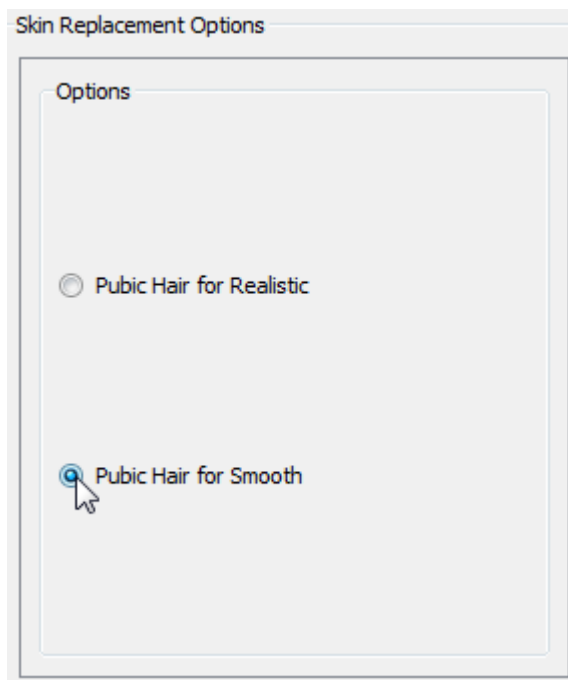 Skin Replacement Options
Options
Pubic Hair for Realistic
Pubic Hair for Smooth